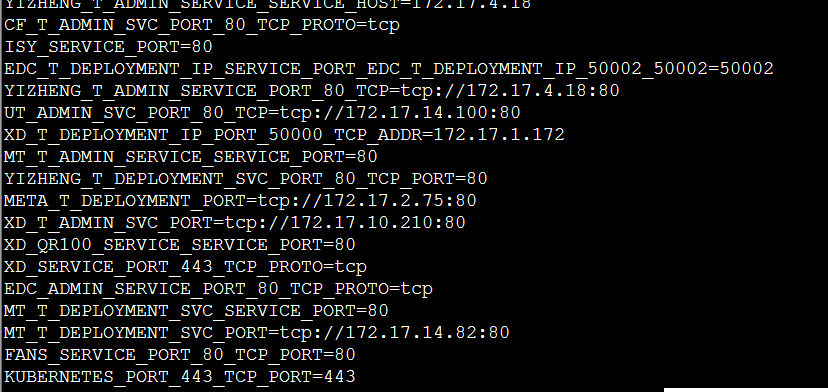 YIZHENG_T_ADMIN_SERVICE_SERVICE_HOST=172.17.4.18
CF_T_ADMIN_SVC_PORT_80_TCP_PROTO=tcp
ISY_SERVICE_PORT=80
EDC_T_DEPLOYMENT_IP_SERVICE_PORT_EDC_T_DEPLOYMENT_IP_50002_50002=50002
YIZHENG_T_ADMIN_SERVICE_PORT_80_TCP=tcp://172.17.4.18:80
UT_ADMIN_SVC_PORT_80_TCP=tcp://172.17.14.100:80
XD_T_DEPLOYMENT_IP_PORT_50000_TCP_ADDR=172.17.1.172
MT_T_ADMIN_SERVICE_SERVICE_PORT=80
YIZHENG_T_DEPLOYMENT_SVC_PORT_80_TCP_PORT=80
META_T_DEPLOYMENT_PORT=tcp://172.17.2.75:80
XD_T_ADMIN_SVC_PORT=tcp://172.17.10.210:80
XD_QR100_SERVICE_SERVICE_PORT=80
XD_SERVICE_PORT_443_TCP_PROTO=tcp
EDC_ADMIN_SERVICE_PORT_80_TCP_PROTO=tcp
MT_T_DEPLOYMENT_SVC_SERVICE_PORT=80
MT_T_DEPLOYMENT_SVC_PORT=tcp://172.17.14.82:80
FANS_SERVICE_PORT_80_TCP_PORT=80
KUBERNETES_PORT_443_TCP_PORT=443